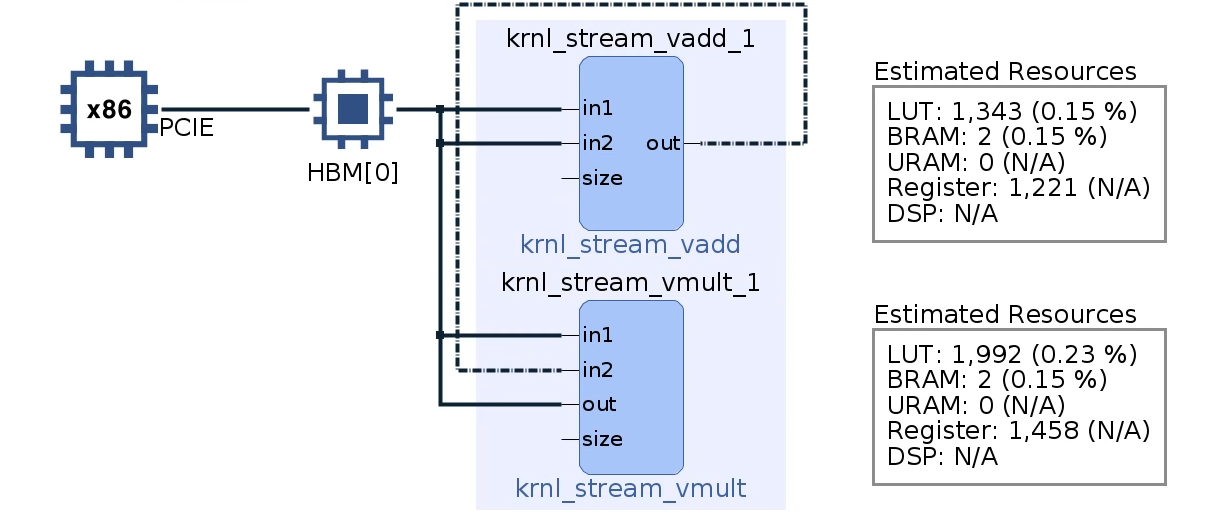 x86
PCIE
HBM[0]
krnl_stream_vadd_1
in1
in2
out
size
krnl_stream_vadd
Estimated Resources
LUT: 1,343 (0.15 %)
BRAM: 2 (0.15 %)
URAM: 0 (N/A)
Register: 1,221 (N/A)
DSP: N/A
krnl_stream_vmult_1
in1
in2
out
size
krnl_stream_vmult
Estimated Resources
LUT: 1,992 (0.23 %)
BRAM: 2 (0.15 %)
URAM: 0 (N/A)
Register: 1,458 (N/A)
DSP: N/A